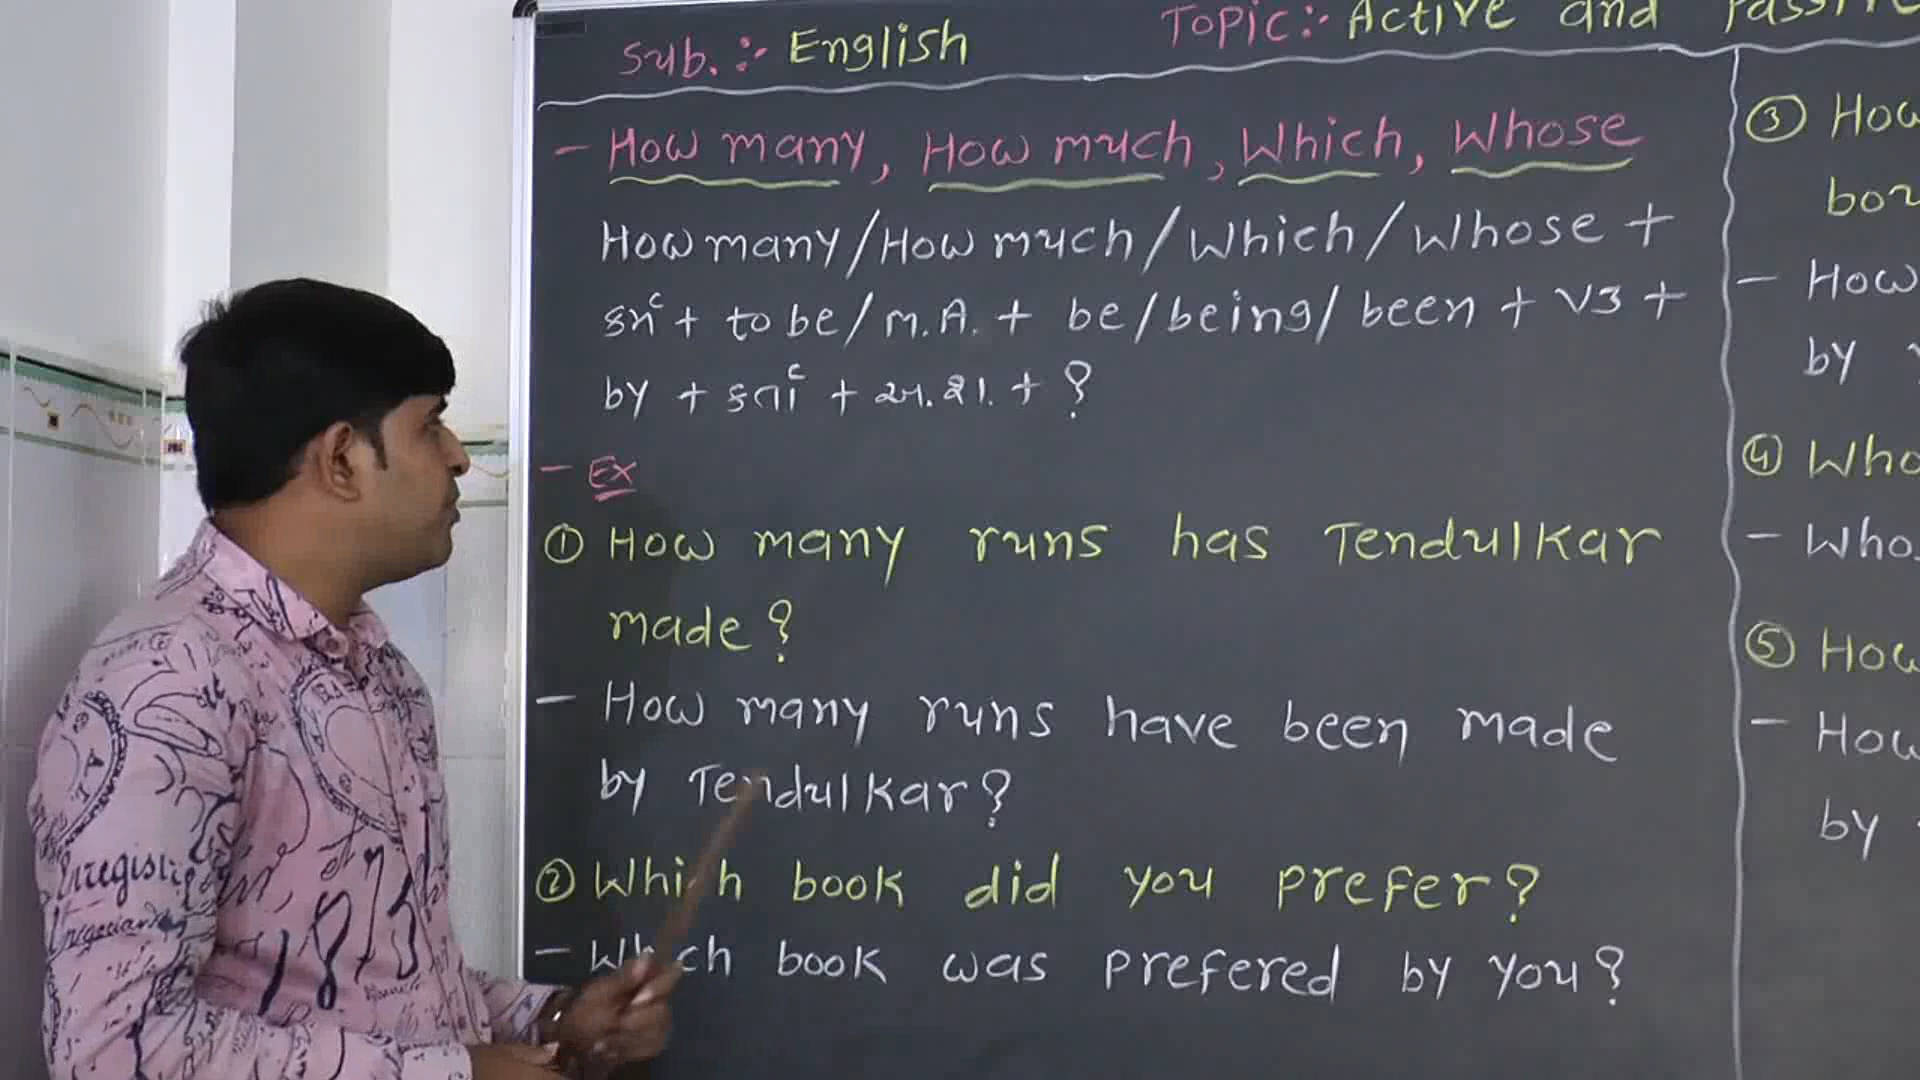 Sub. :- English
Topic :- Active and Passive
- How many, How much, Which, Whose
How many/How much/Which/Whose +
કર્મ + to be/M.A. + be/being/been + V3 +
by + કર્તા + અ.શા. + ?
- Ex
① How many runs has Tendulkar
made?
- How many runs have been made
by Tendulkar?
② Which book did you prefer?
- Which book was prefered by you?
③ How
- How
by
④ Who
- Who
⑤ How
- How
by